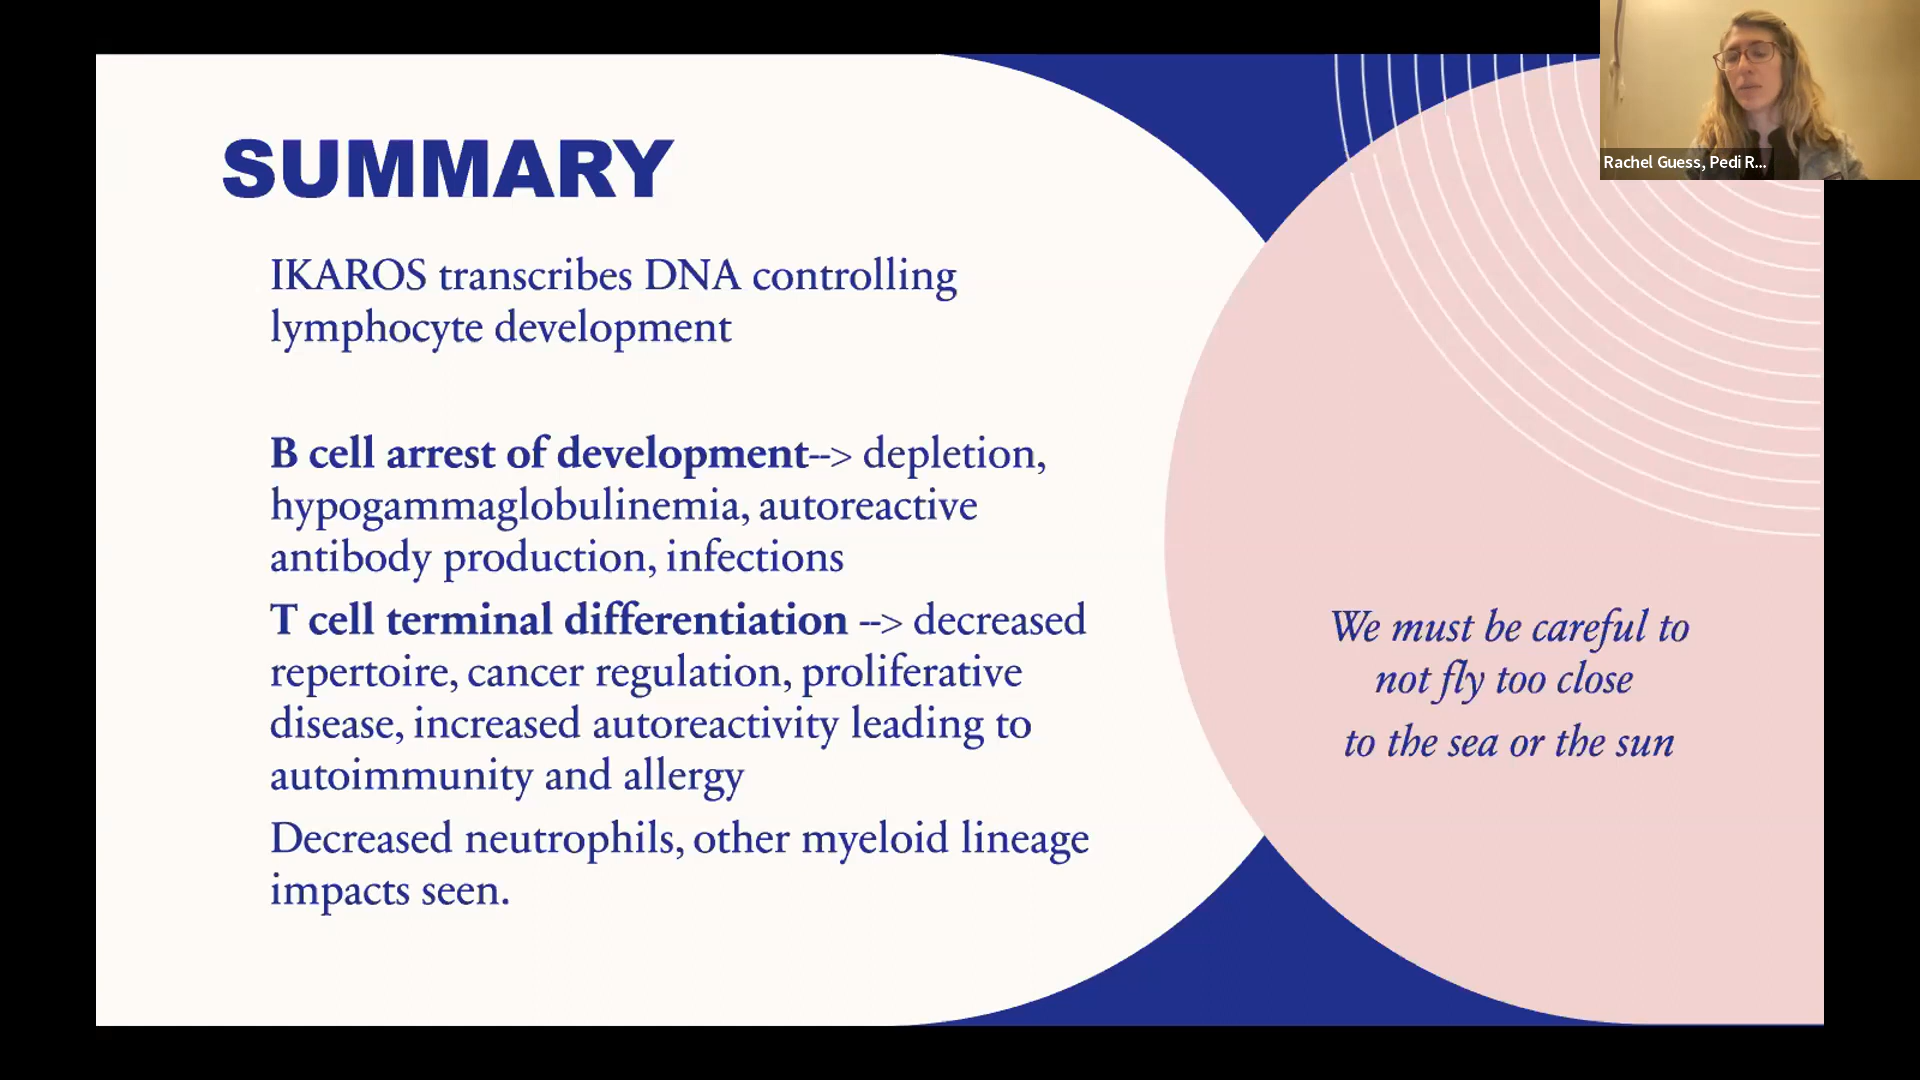 Rachel Guess, Pedi R...
SUMMARY
IKAROS transcribes DNA controlling
lymphocyte development
B cell arrest of development--> depletion,
hypogammaglobulinemia, autoreactive
antibody production, infections
T cell terminal differentiation --> decreased
repertoire, cancer regulation, proliferative
disease, increased autoreactivity leading to
autoimmunity and allergy
Decreased neutrophils, other myeloid lineage
impacts seen.
We must be careful to
not fly too close
to the sea or the sun